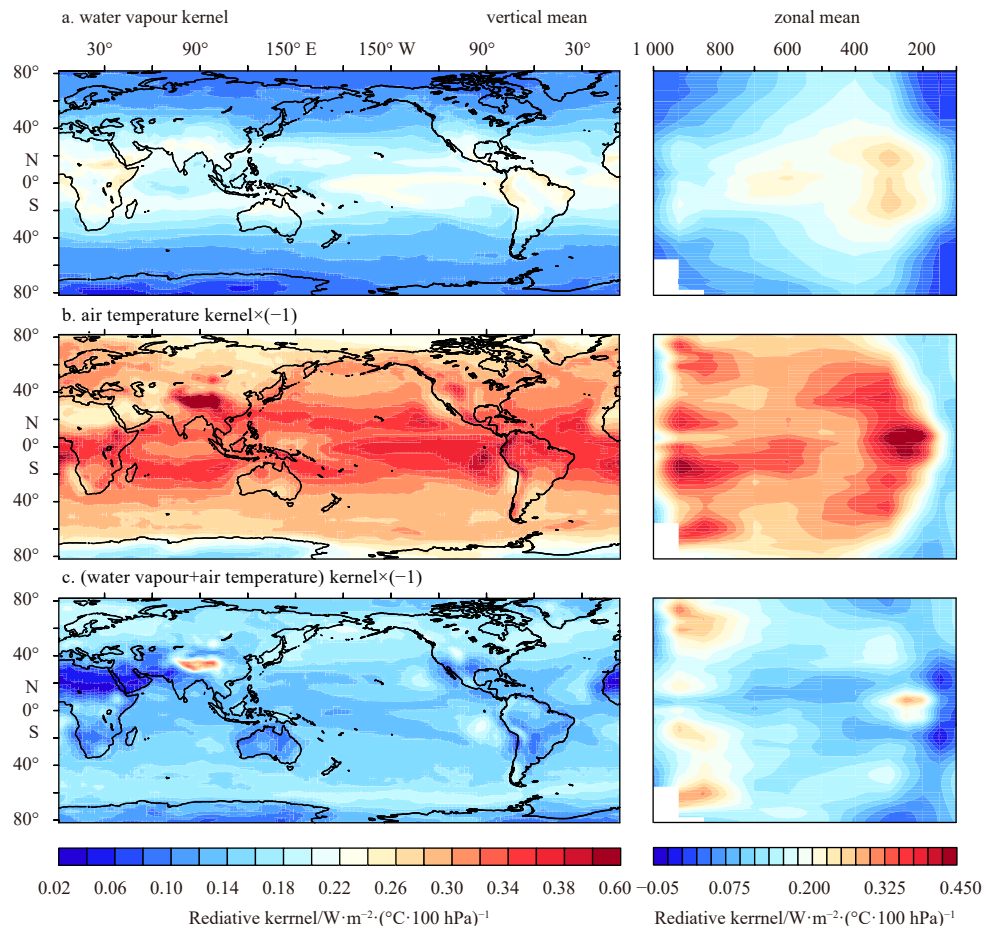 a. water vapour kernel vertical mean zonal mean
30° 90° 150° E 150° W 90° 30° 1 000 800 600 400 200
80°
40°
N
0°
S
40°
80°
b. air temperature kernel×(−1)
80°
40°
N
0°
S
40°
80°
c. (water vapour+air temperature) kernel×(−1)
80°
40°
N
0°
S
40°
80°
0.02 0.06 0.10 0.14 0.18 0.22 0.26 0.30 0.34 0.38 0.60 −0.05 0.075 0.200 0.325 0.450
Rediative kerrnel/W·m⁻²·(°C·100 hPa)⁻¹ Rediative kernel/W·m⁻²·(°C·100 hPa)⁻¹